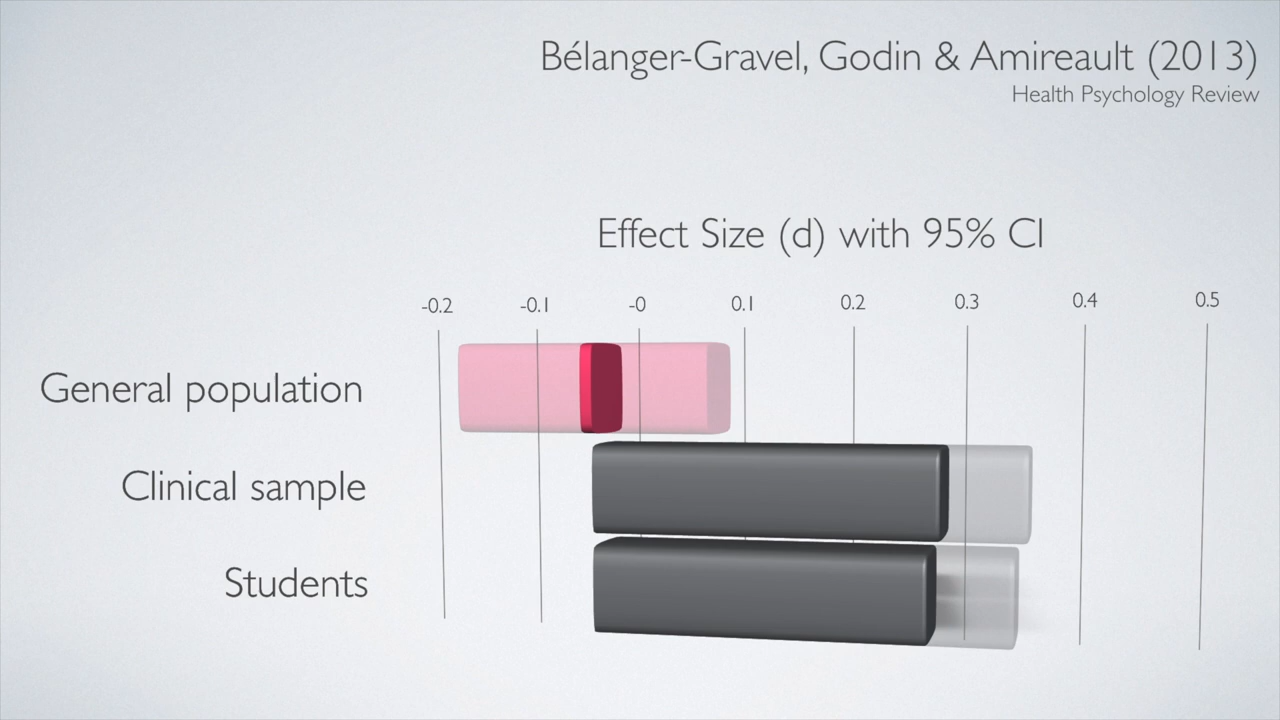 Bélanger-Gravel, Godin & Amireault (2013)
Health Psychology Review
Effect Size (d) with 95% CI
-0.2 -0.1 -0 0.1 0.2 0.3 0.4 0.5
General population
Clinical sample
Students